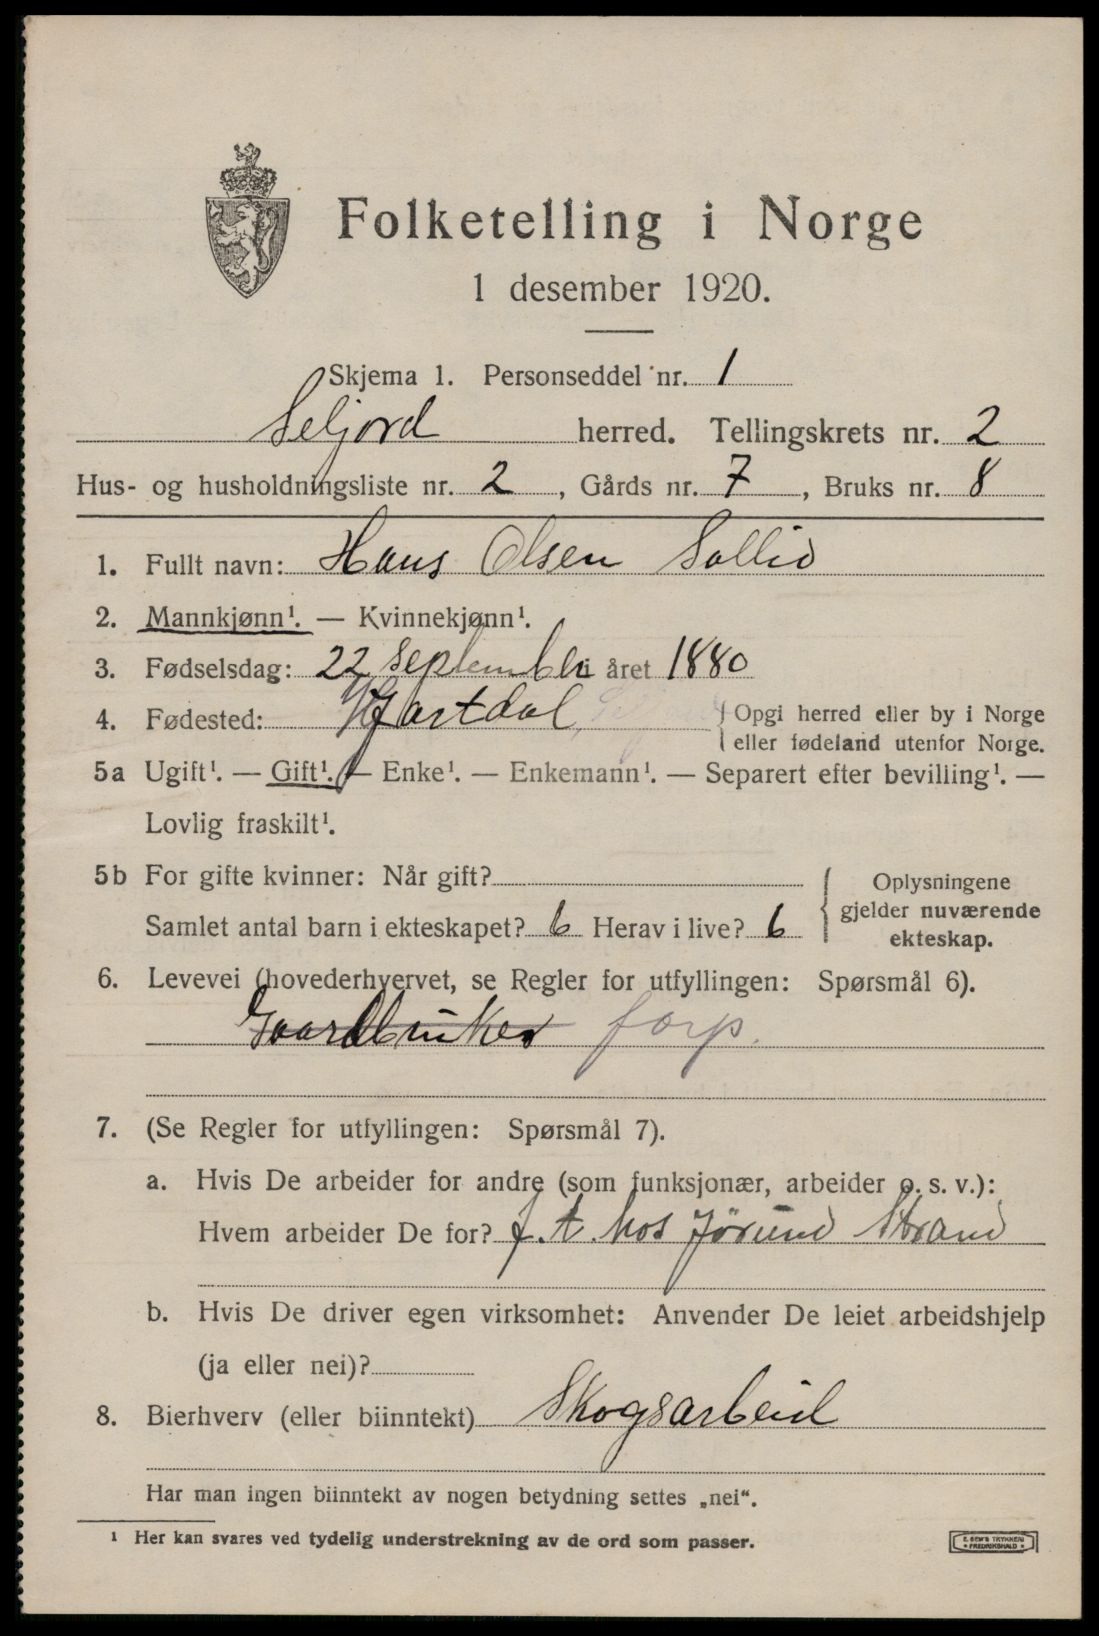 Folketelling i Norge
1 desember 1920.
Skjema 1. Personseddel nr. 1
Seljord herred. Tellingskrets nr. 2
Hus- og husholdningsliste nr. 2, Gårds nr. 7, Bruks nr. 8
1. Fullt navn: Hans Olsen Sollid
2. Mannkjønn¹. — Kvinnekjønn¹.
3. Fødselsdag: 22 September i året 1880
4. Fødested: Hjartdal, Opgi herred eller by i Norge
eller fødeland utenfor Norge.
5a Ugift¹. — Gift¹. — Enke¹. — Enkemann¹. — Separert efter bevilling¹. —
Lovlig fraskilt¹.
5b For gifte kvinner: Når gift?
Samlet antal barn i ekteskapet? 6 Herav i live? 6
Oplysningene
gjelder nuværende
ekteskap.
6. Levevei (hovederhvervet, se Regler for utfyllingen: Spørsmål 6).
Gaardbruker forp.
7. (Se Regler for utfyllingen: Spørsmål 7).
a. Hvis De arbeider for andre (som funksjonær, arbeider o. s. v.):
Hvem arbeider De for? f. A. hos Jørund Strand
b. Hvis De driver egen virksomhet: Anvender De leiet arbeidshjelp
(ja eller nei)?
8. Bierhverv (eller biinntekt) Skogsarbeid
Har man ingen biinntekt av nogen betydning settes „nei“.
¹ Her kan svares ved tydelig understrekning av de ord som passer.
E. SEM'S TRYKKERI
FREDRIKSHALD